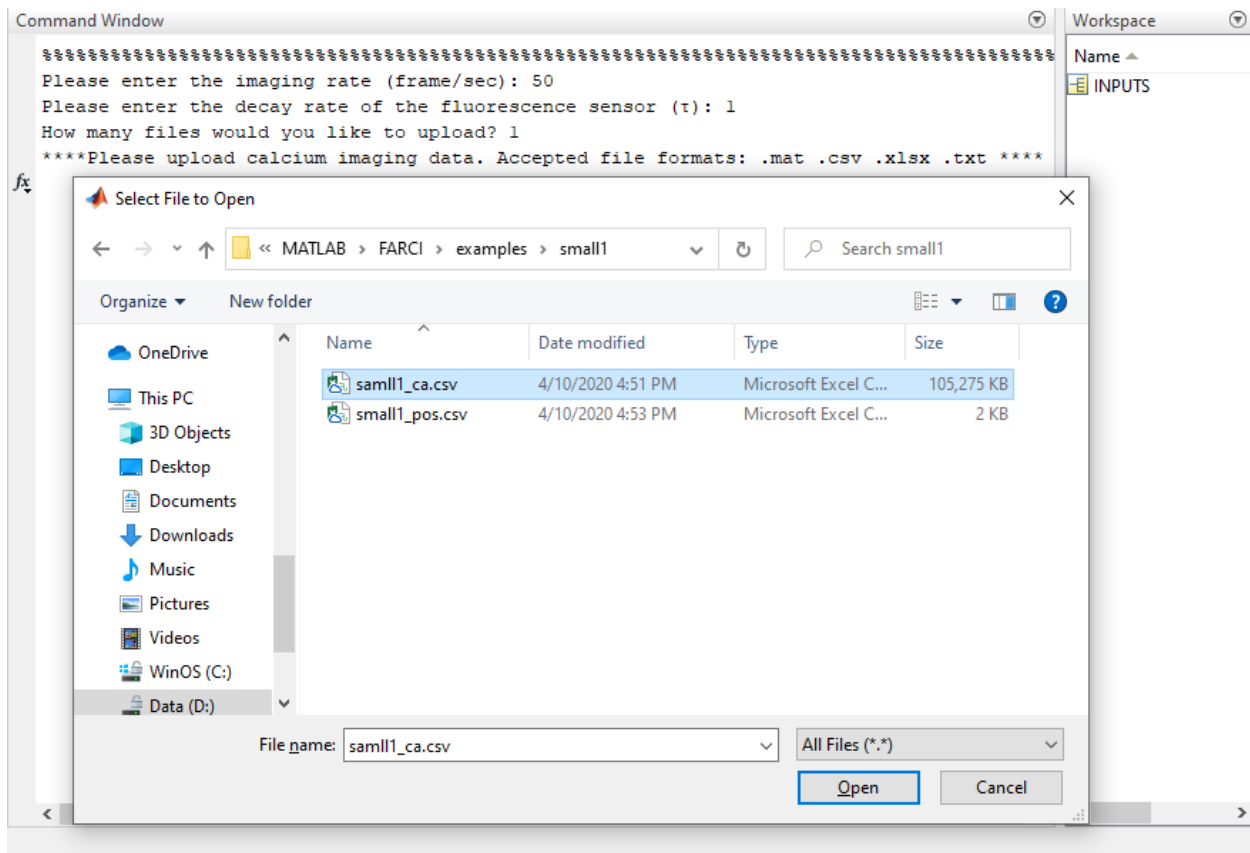 Command Window
Workspace
%%%%%%%%%%%%%%%%%%%%%%%%%%%%%%%%%%%%%%%%%%%%%%%%%%%%%%%%%%%%%%%%%%%%%%%%%%%%%%%%%%%%%%%%%%
Name
Please enter the imaging rate (frame/sec): 50
INPUTS
Please enter the decay rate of the fluorescence sensor (τ): 1
How many files would you like to upload? 1
****Please upload calcium imaging data. Accepted file formats: .mat .csv .xlsx .txt ****
fx
Select File to Open
« MATLAB > FARCI > examples > small1
Search small1
Organize
New folder
?
OneDrive
This PC
3D Objects
Desktop
Documents
Downloads
Music
Pictures
Videos
WinOS (C:)
Data (D:)
Name Date modified Type Size
samll1_ca.csv 4/10/2020 4:51 PM Microsoft Excel C... 105,275 KB
small1_pos.csv 4/10/2020 4:53 PM Microsoft Excel C... 2 KB
File name: samll1_ca.csv
All Files (*.*)
Open
Cancel